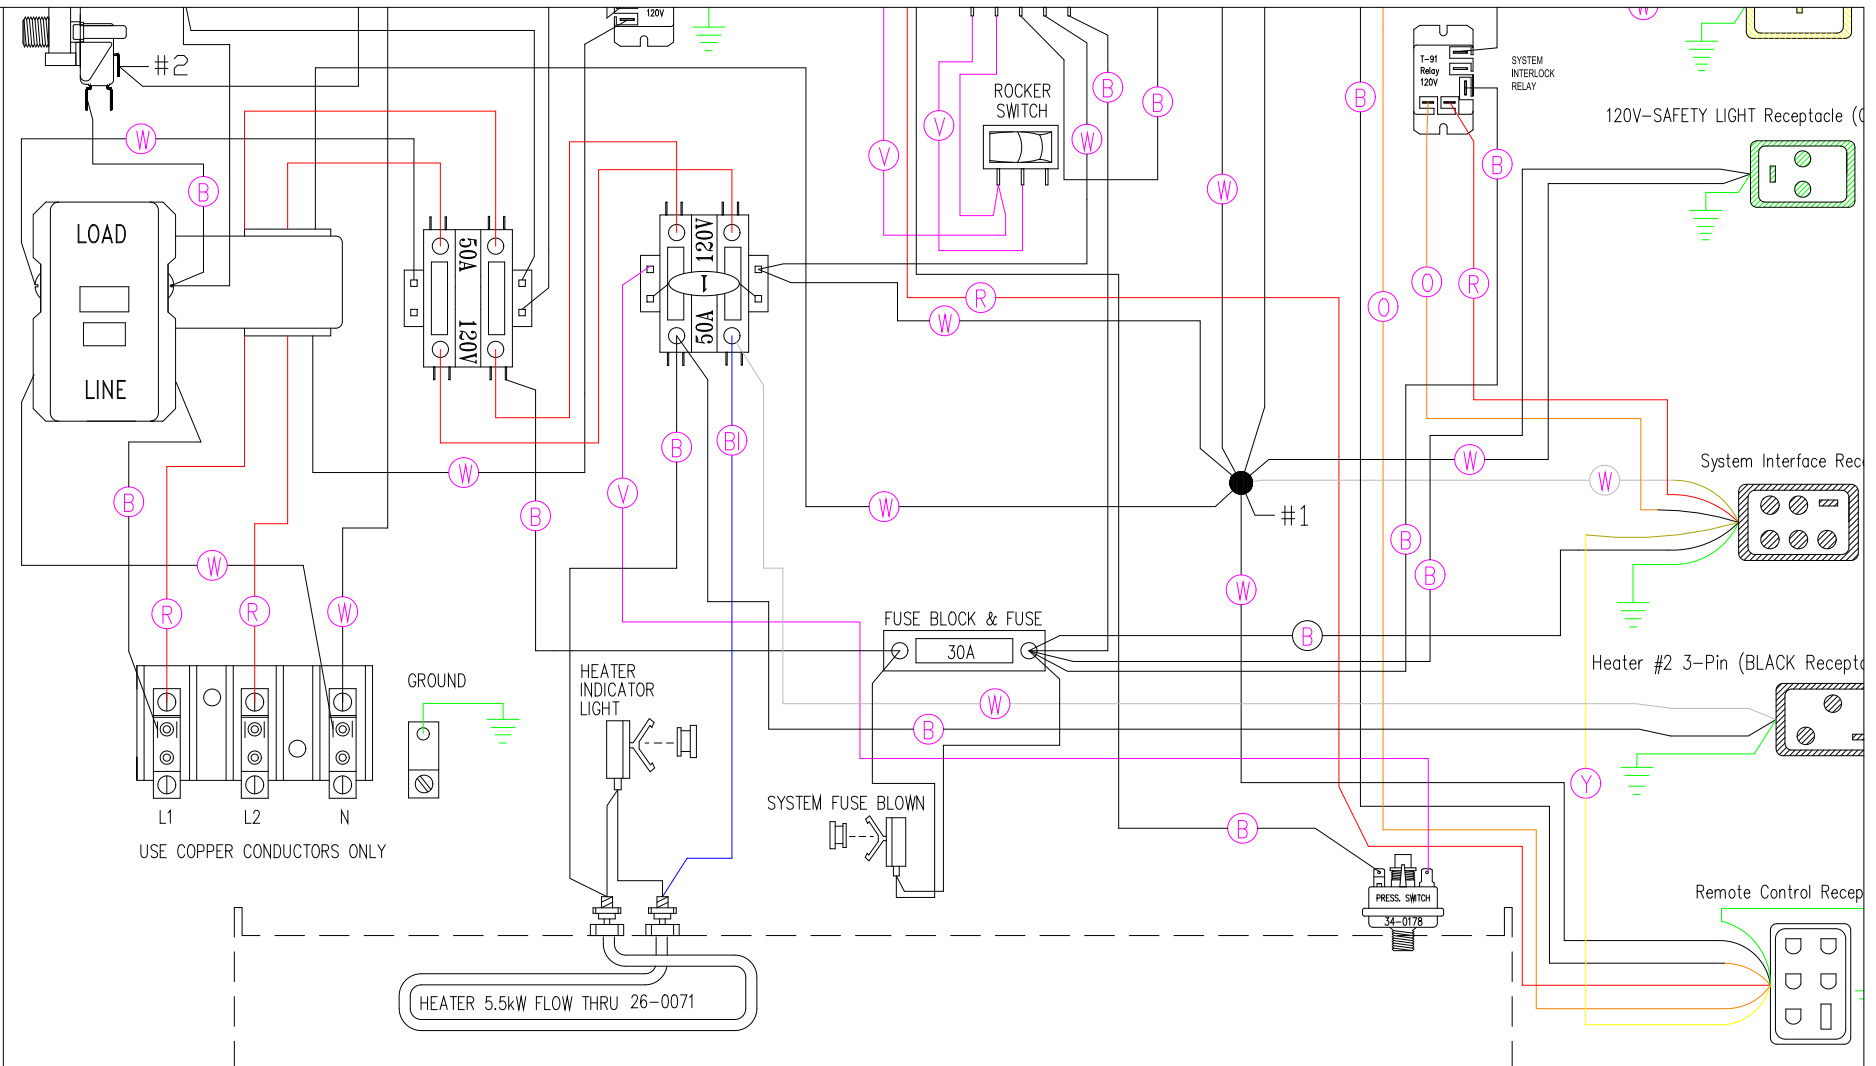 120V
#2
T-91
Relay
120V
SYSTEM
INTERLOCK
RELAY
ROCKER
SWITCH
120V-SAFETY LIGHT Receptacle
W
W
B
V
V
B
B
W
B
W
B
LOAD
LINE
50A
120V
120V
1
50A
R
W
O
O
R
W
B
BI
B
W
V
B
W
#1
W
W
System Interface
B
B
W
R
R
W
W
B
FUSE BLOCK & FUSE
30A
HEATER
INDICATOR
LIGHT
Heater #2 3-Pin (BLACK
GROUND
W
B
Y
SYSTEM FUSE BLOWN
B
L1
L2
N
USE COPPER CONDUCTORS ONLY
PRESS. SWITCH
34-0178
Remote Control
HEATER 5.5kW FLOW THRU 26-0071